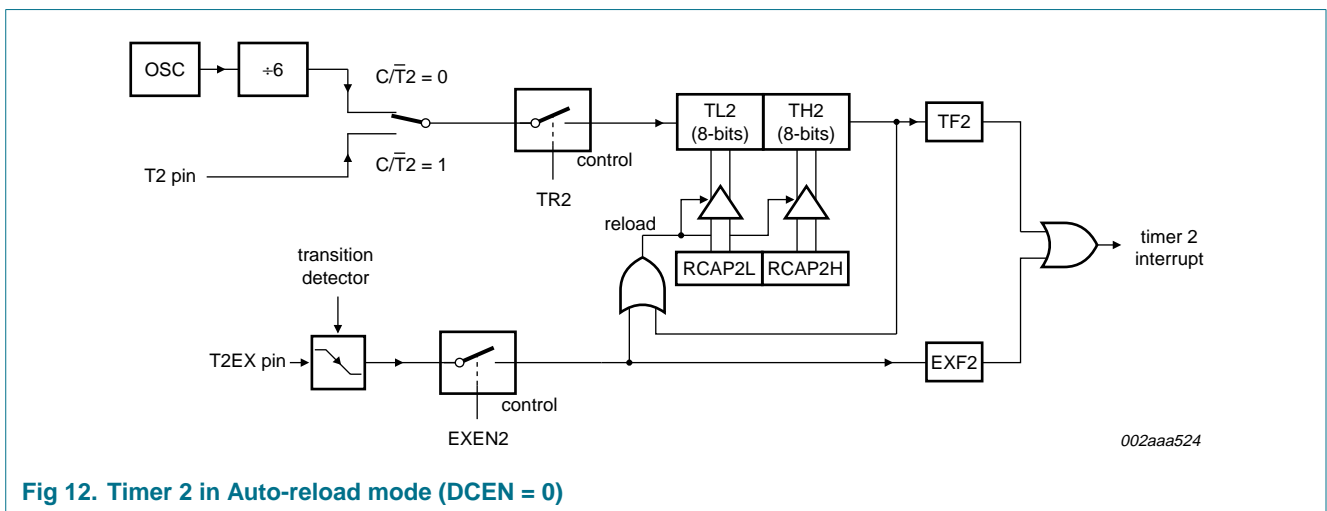 OSC
÷6
C/T̅2 = 0
C/T̅2 = 1
T2 pin
control
TR2
TL2
(8-bits)
TH2
(8-bits)
TF2
reload
RCAP2L
RCAP2H
timer 2
interrupt
transition
detector
T2EX pin
control
EXEN2
EXF2
002aaa524
Fig 12. Timer 2 in Auto-reload mode (DCEN = 0)